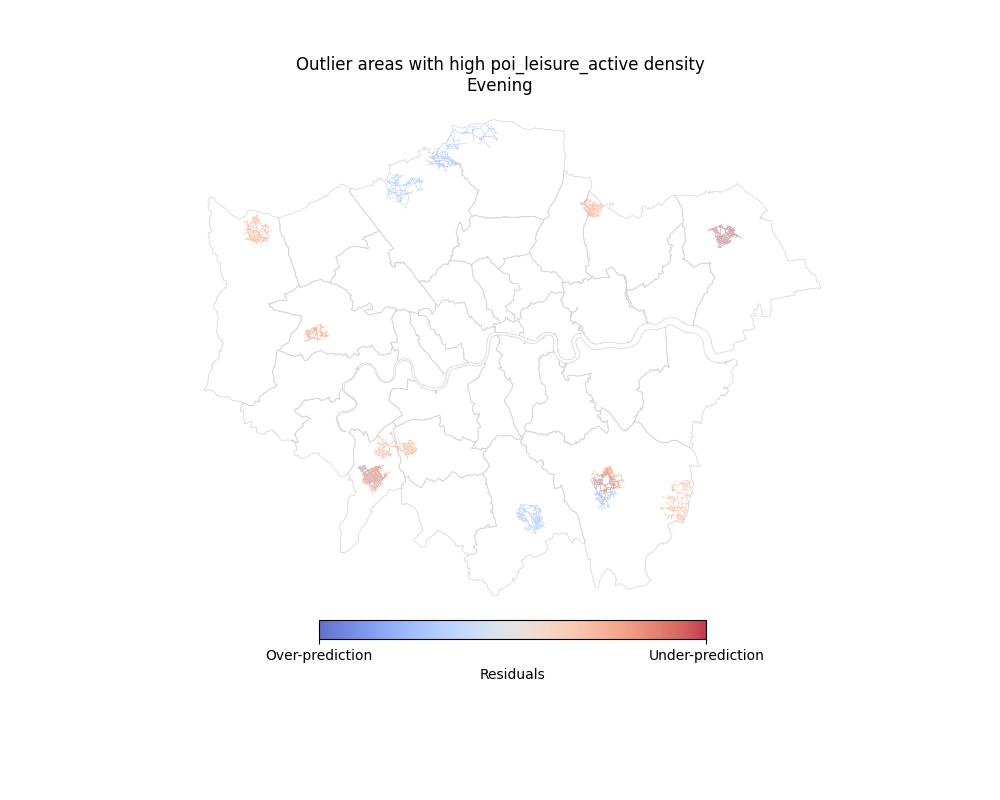 Outlier areas with high poi_leisure_active density
Evening
Over-prediction
Under-prediction
Residuals